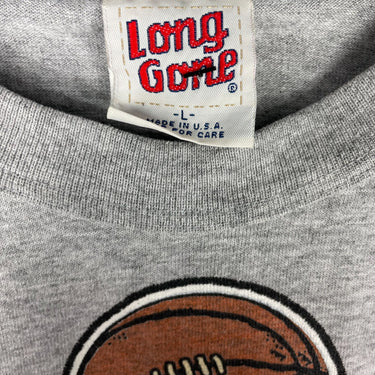 Long
Gone ®
-L-
MADE IN U.S.A.
FOR CARE